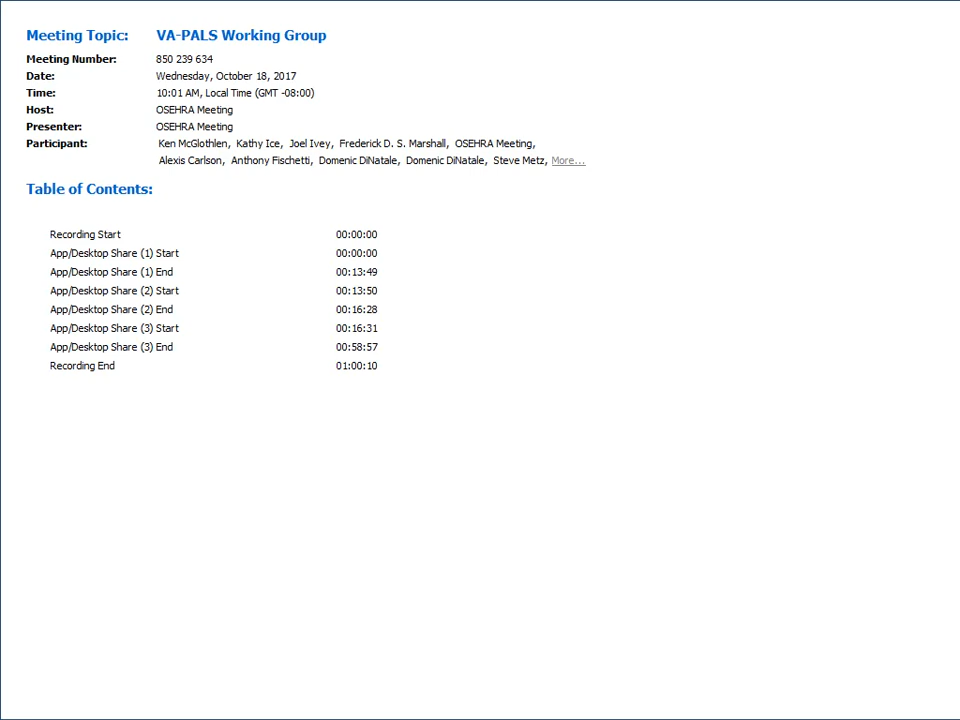 Meeting Topic: VA-PALS Working Group
Meeting Number: 850 239 634
Date: Wednesday, October 18, 2017
Time: 10:01 AM, Local Time (GMT -08:00)
Host: OSEHRA Meeting
Presenter: OSEHRA Meeting
Participant: Ken McGlothlen, Kathy Ice, Joel Ivey, Frederick D. S. Marshall, OSEHRA Meeting,
Alexis Carlson, Anthony Fischetti, Domenic DiNatale, Domenic DiNatale, Steve Metz, More...
Table of Contents:
Recording Start 00:00:00
App/Desktop Share (1) Start 00:00:00
App/Desktop Share (1) End 00:13:49
App/Desktop Share (2) Start 00:13:50
App/Desktop Share (2) End 00:16:28
App/Desktop Share (3) Start 00:16:31
App/Desktop Share (3) End 00:58:57
Recording End 01:00:10